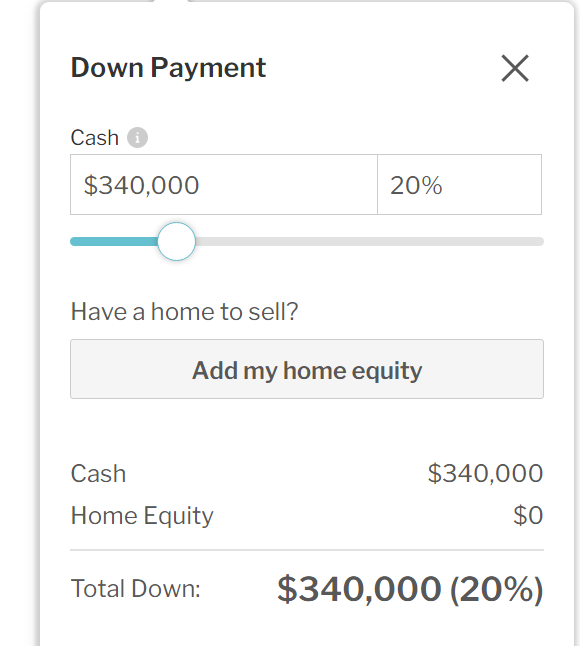 Down Payment
Cash
$340,000 20%
Have a home to sell?
Add my home equity
Cash $340,000
Home Equity $0
Total Down: $340,000 (20%)